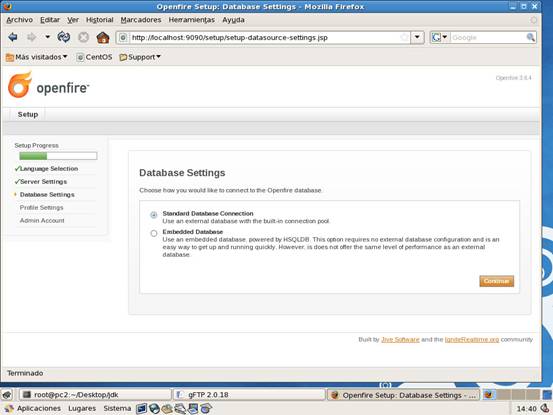 Openfire Setup: Database Settings - Mozilla Firefox
Archivo Editar Ver Historial Marcadores Herramientas Ayuda
http://localhost:9090/setup/setup-datasource-settings.jsp
Google
Más visitados
CentOS
Support
openfire
Openfire 3.6.4
Setup
Setup Progress
Language Selection
Server Settings
Database Settings
Profile Settings
Admin Account
Database Settings
Choose how you would like to connect to the Openfire database.
Standard Database Connection
Use an external database with the built-in connection pool.
Embedded Database
Use an embedded database, powered by HSQLDB. This option requires no external database configuration and is an
easy way to get up and running quickly. However, is does not offer the same level of performance as an external
database.
Continue
Built by Jive Software and the IgniteRealtime.org community
Terminado
root@pc2:~/Desktop/jdk
gFTP 2.0.18
Openfire Setup: Database Settings - ...
Aplicaciones Lugares Sistema
14:40